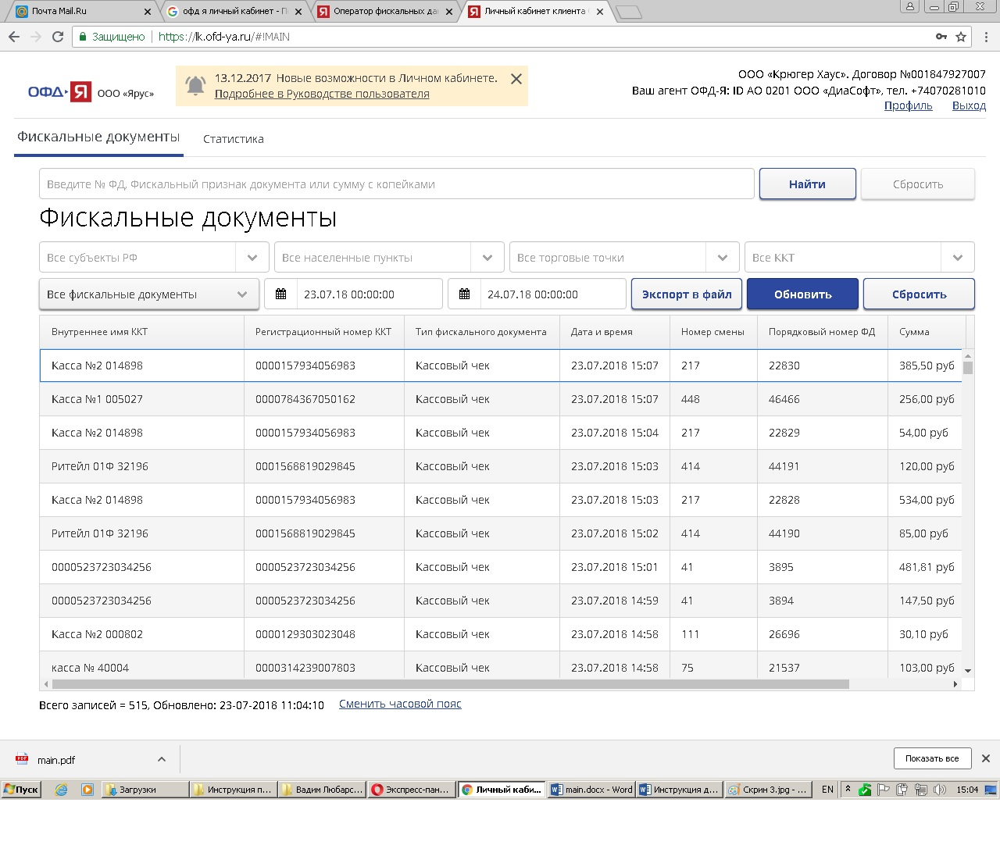 Почта Mail.Ru
офд я личный кабинет - П
Оператор фискальных да
Личный кабинет клиента
Защищено
https://lk.ofd-ya.ru/#!MAIN
ОФД Я ООО «Ярус»
13.12.2017 Новые возможности в Личном кабинете.
Подробнее в Руководстве пользователя
ООО «Крюгер Хаус». Договор №001847927007
Ваш агент ОФД-Я: ID АО 0201 ООО «ДиаСофт», тел. +74070281010
Профиль Выход
Фискальные документы Статистика
Введите № ФД, Фискальный признак документа или сумму с копейками
Найти Сбросить
Фискальные документы
Все субъекты РФ Все населенные пункты Все торговые точки Все ККТ
Все фискальные документы 23.07.18 00:00:00 24.07.18 00:00:00 Экспорт в файл Обновить Сбросить
Внутреннее имя ККТ Регистрационный номер ККТ Тип фискального документа Дата и время Номер смены Порядковый номер ФД Сумма
Касса №2 014898 0000157934056983 Кассовый чек 23.07.2018 15:07 217 22830 385,50 руб
Касса №1 005027 0000784367050162 Кассовый чек 23.07.2018 15:07 448 46466 256,00 руб
Касса №2 014898 0000157934056983 Кассовый чек 23.07.2018 15:04 217 22829 54,00 руб
Ритейл 01Ф 32196 0001568819029845 Кассовый чек 23.07.2018 15:03 414 44191 120,00 руб
Касса №2 014898 0000157934056983 Кассовый чек 23.07.2018 15:03 217 22828 534,00 руб
Ритейл 01Ф 32196 0001568819029845 Кассовый чек 23.07.2018 15:02 414 44190 85,00 руб
0000523723034256 0000523723034256 Кассовый чек 23.07.2018 15:01 41 3895 481,81 руб
0000523723034256 0000523723034256 Кассовый чек 23.07.2018 14:59 41 3894 147,50 руб
Касса №2 000802 0000129303023048 Кассовый чек 23.07.2018 14:58 111 26696 30,10 руб
касса № 40004 0000314239007803 Кассовый чек 23.07.2018 14:58 75 21537 103,00 руб
Всего записей = 515, Обновлено: 23-07-2018 11:04:10 Сменить часовой пояс
main.pdf
Показать все
Пуск Загрузки Инструкция п... Вадим Любарс... Экспресс-пан... Личный каби... main.docx - Word Инструкция д... Скрин 3.jpg - ... EN 15:04